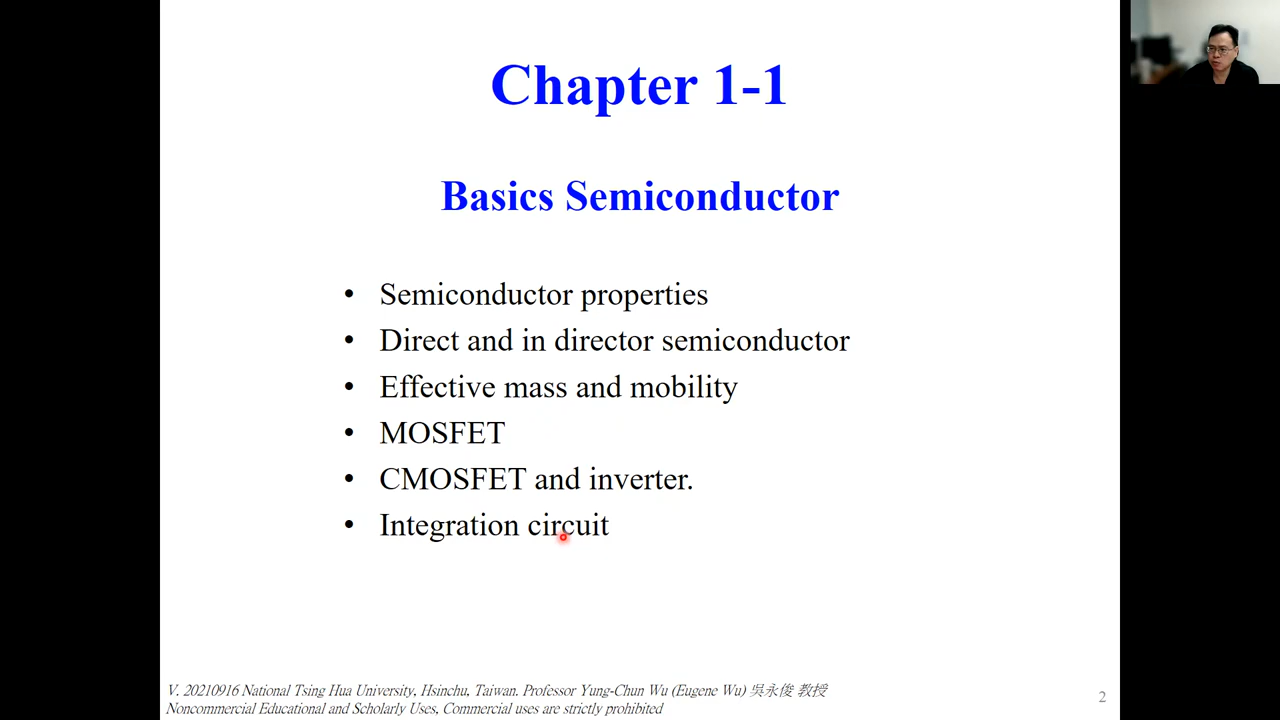 Chapter 1-1
Basics Semiconductor
• Semiconductor properties
• Direct and in director semiconductor
• Effective mass and mobility
• MOSFET
• CMOSFET and inverter.
• Integration circuit
V. 20210916 National Tsing Hua University, Hsinchu, Taiwan. Professor Yung-Chun Wu (Eugene Wu) 吳永俊 教授
Noncommercial Educational and Scholarly Uses, Commercial uses are strictly prohibited
2